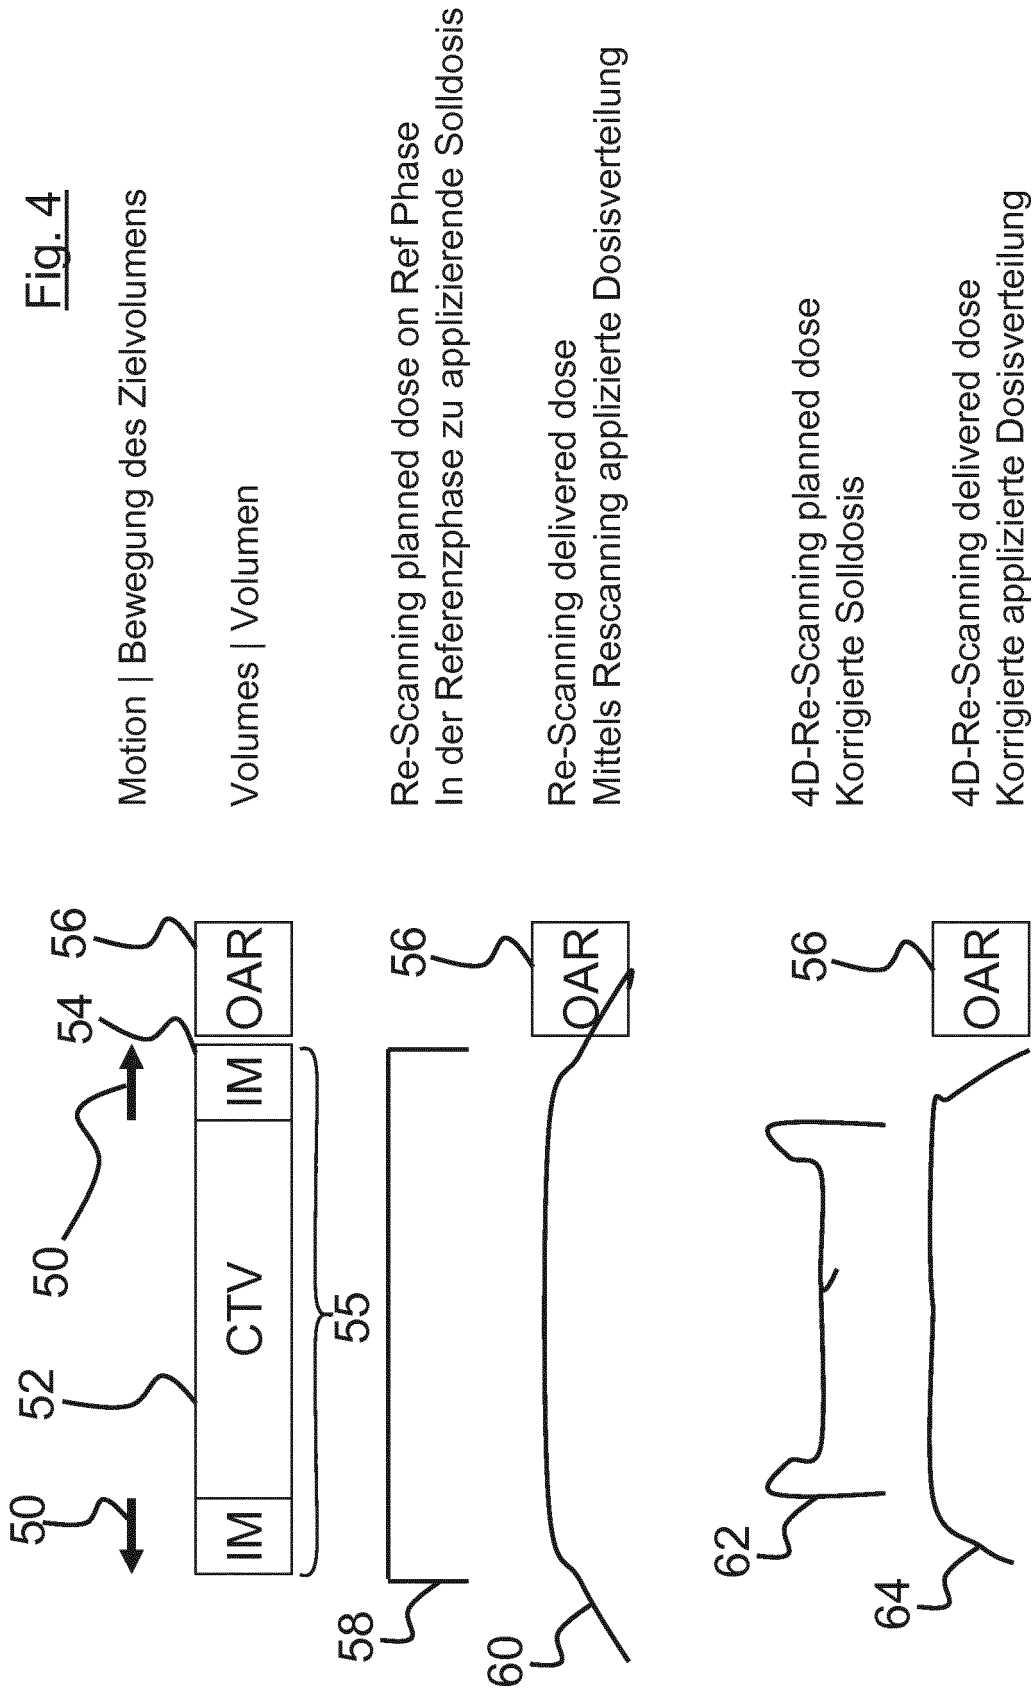 Fig. 4
50
50
Motion | Bewegung des Zielvolumens
52
54
56
IM
CTV
IM
OAR
Volumes | Volumen
55
58
Re-Scanning planned dose on Ref Phase
In der Referenzphase zu applizierende Solldosis
56
60
OAR
Re-Scanning delivered dose
Mittels Rescanning applizierte Dosisverteilung
62
4D-Re-Scanning planned dose
Korrigierte Solldosis
56
64
OAR
4D-Re-Scanning delivered dose
Korrigierte applizierte Dosisverteilung